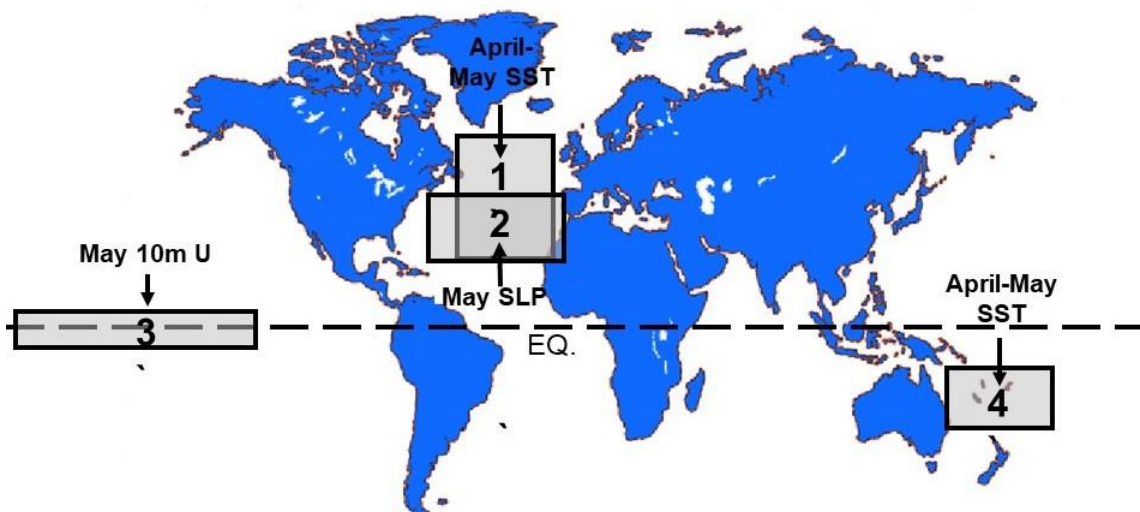 April-
May SST
1
2
May 10m U
May SLP
April-May
SST
3
EQ.
4